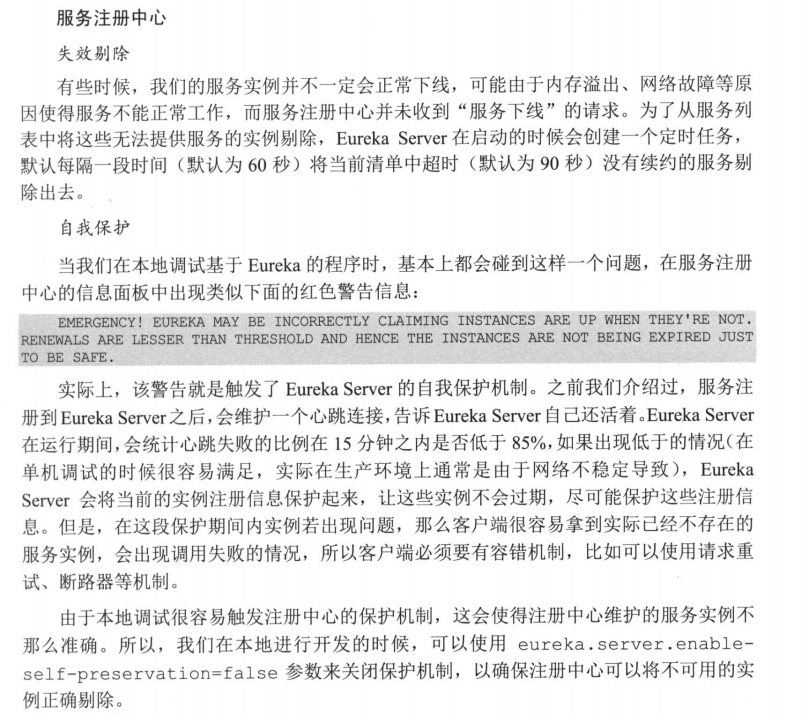 服务注册中心
失效剔除
有些时候，我们的服务实例并不一定会正常下线，可能由于内存溢出、网络故障等原
因使得服务不能正常工作，而服务注册中心并未收到“服务下线”的请求。为了从服务列
表中将这些无法提供服务的实例剔除，Eureka Server 在启动的时候会创建一个定时任务，
默认每隔一段时间（默认为 60 秒）将当前清单中超时（默认为 90 秒）没有续约的服务剔
除出去。
自我保护
当我们在本地调试基于 Eureka 的程序时，基本上都会碰到这样一个问题，在服务注册
中心的信息面板中出现类似下面的红色警告信息：
EMERGENCY! EUREKA MAY BE INCORRECTLY CLAIMING INSTANCES ARE UP WHEN THEY'RE NOT.
RENEWALS ARE LESSER THAN THRESHOLD AND HENCE THE INSTANCES ARE NOT BEING EXPIRED JUST
TO BE SAFE.
实际上，该警告就是触发了 Eureka Server 的自我保护机制。之前我们介绍过，服务注
册到 Eureka Server 之后，会维护一个心跳连接，告诉 Eureka Server 自己还活着。Eureka Server
在运行期间，会统计心跳失败的比例在 15 分钟之内是否低于 85%，如果出现低于的情况（在
单机调试的时候很容易满足，实际在生产环境上通常是由于网络不稳定导致），Eureka
Server 会将当前的实例注册信息保护起来，让这些实例不会过期，尽可能保护这些注册信
息。但是，在这段保护期间内实例若出现问题，那么客户端很容易拿到实际已经不存在的
服务实例，会出现调用失败的情况，所以客户端必须要有容错机制，比如可以使用请求重
试、断路器等机制。
由于本地调试很容易触发注册中心的保护机制，这会使得注册中心维护的服务实例不
那么准确。所以，我们在本地进行开发的时候，可以使用 eureka.server.enable-
self-preservation=false 参数来关闭保护机制，以确保注册中心可以将不可用的实
例正确剔除。